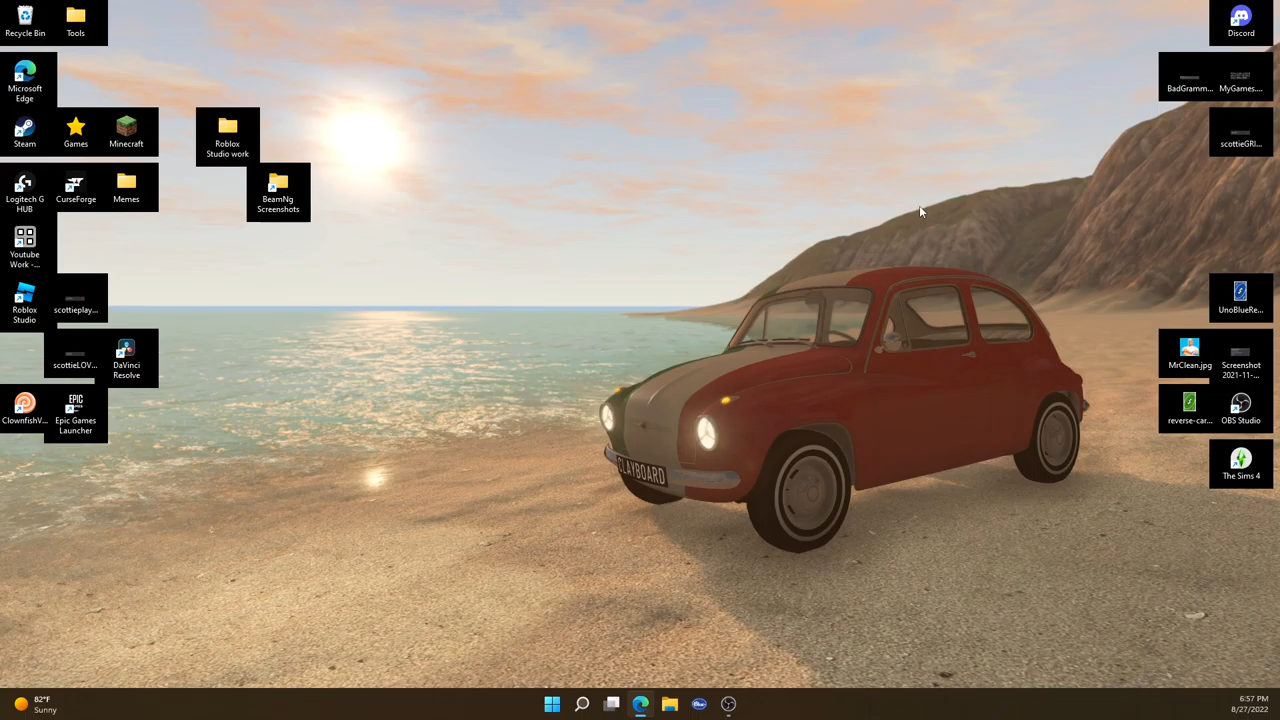 Recycle Bin
Tools
Discord
Microsoft
Edge
BadGramm...
MyGames....
Steam
Games
Minecraft
Roblox
Studio work
scottieGRI...
Logitech G
HUB
CurseForge
Memes
BeamNg
Screenshots
Youtube
Work -...
Roblox
Studio
scottieplay...
UnoBlueRe...
scottieLOV...
DaVinci
Resolve
MrClean.jpg
Screenshot
2021-11-...
ClownfishV...
EPIC
GAMES
Epic Games
Launcher
reverse-car...
OBS Studio
CLAYBOARD
The Sims 4
82°F
Sunny
6:57 PM
8/27/2022